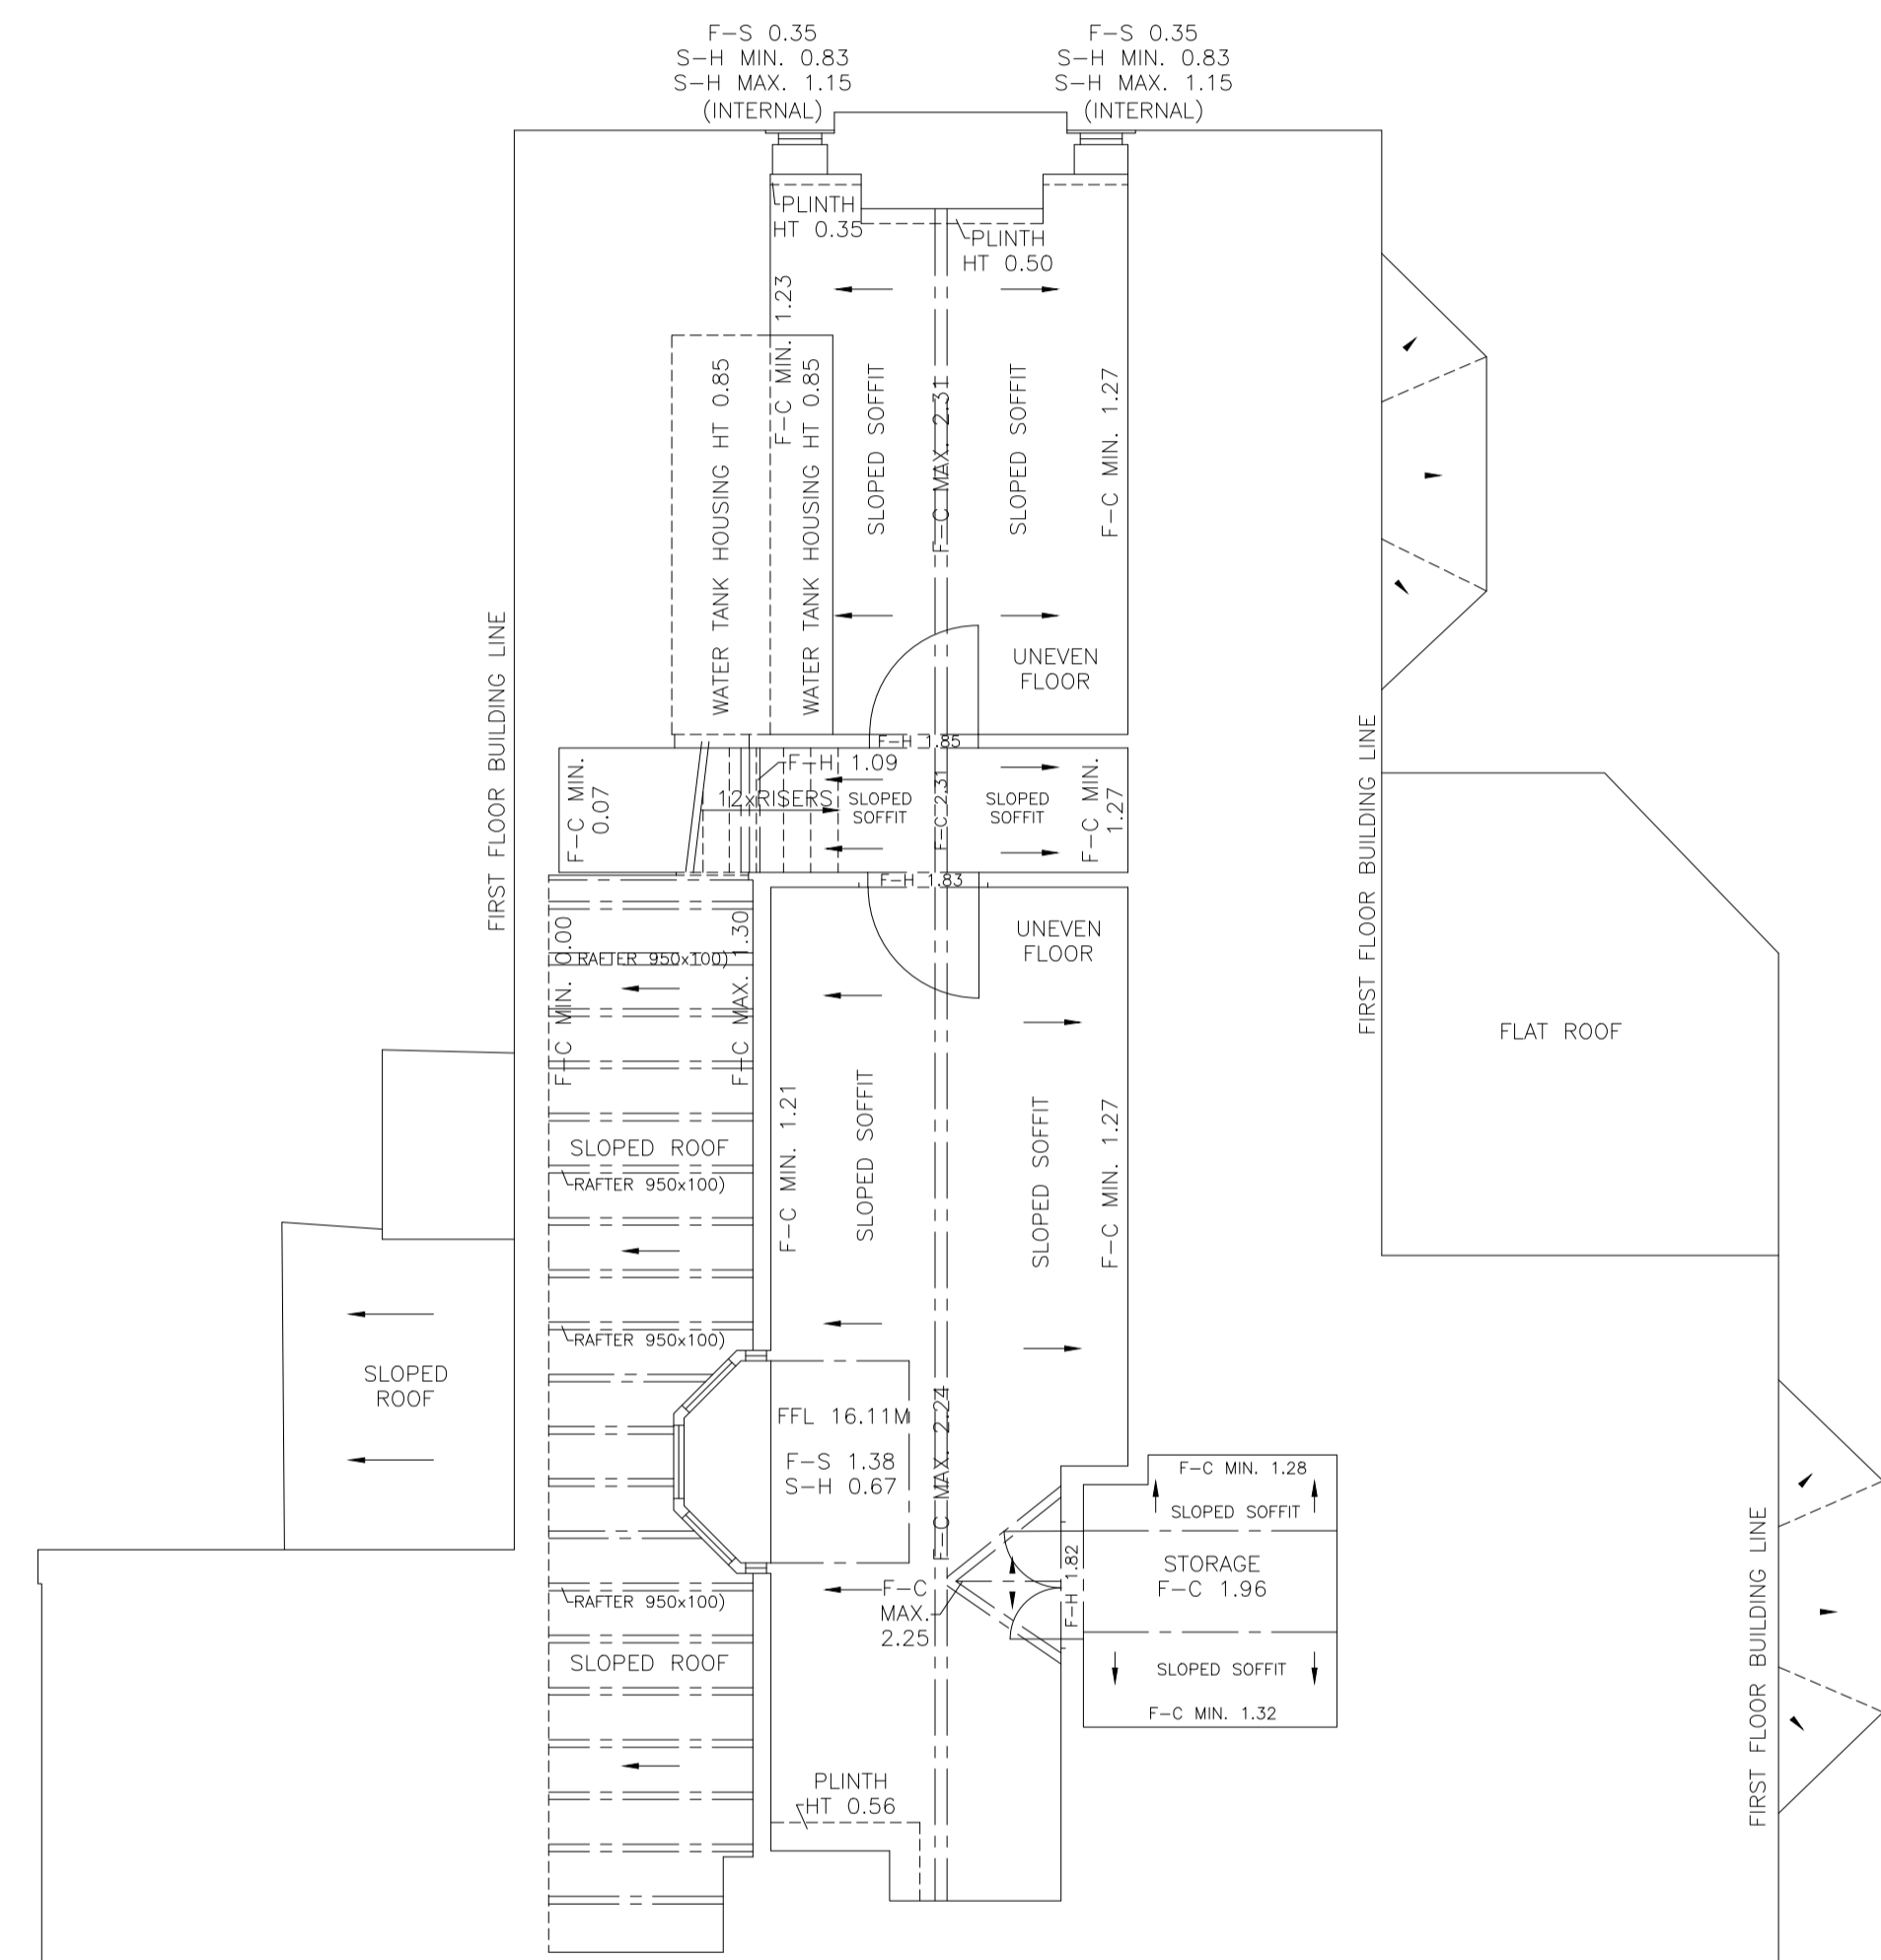 F-S 0.35
S-H MIN. 0.83
S-H MAX. 1.15
(INTERNAL)
F-S 0.35
S-H MIN. 0.83
S-H MAX. 1.15
(INTERNAL)
PLINTH
HT 0.35
PLINTH
HT 0.50
F-C MIN. 1.23
WATER TANK HOUSING HT 0.85
WATER TANK HOUSING HT 0.85
SLOPED SOFFIT
F-C MAX. 2.31
SLOPED SOFFIT
F-C MIN. 1.27
UNEVEN
FLOOR
FIRST FLOOR BUILDING LINE
FIRST FLOOR BUILDING LINE
F-H 1.85
F-C MIN.
0.07
F-H 1.09
12xRISERS
SLOPED
SOFFIT
F-C 2.31
SLOPED
SOFFIT
F-C MIN.
1.27
F-H 1.83
UNEVEN
FLOOR
F-C MIN. 0.00
F-C MAX. 1.30
RAFTER 950x100)
FLAT ROOF
F-C MIN. 1.21
SLOPED SOFFIT
SLOPED SOFFIT
F-C MIN. 1.27
SLOPED ROOF
RAFTER 950x100)
RAFTER 950x100)
SLOPED
ROOF
FFL 16.11M
F-S 1.38
S-H 0.67
F-C MAX. 2.24
F-C MIN. 1.28
SLOPED SOFFIT
STORAGE
F-C 1.96
F-H 1.82
F-C
MAX.
2.25
RAFTER 950x100)
SLOPED ROOF
SLOPED SOFFIT
F-C MIN. 1.32
FIRST FLOOR BUILDING LINE
PLINTH
HT 0.56